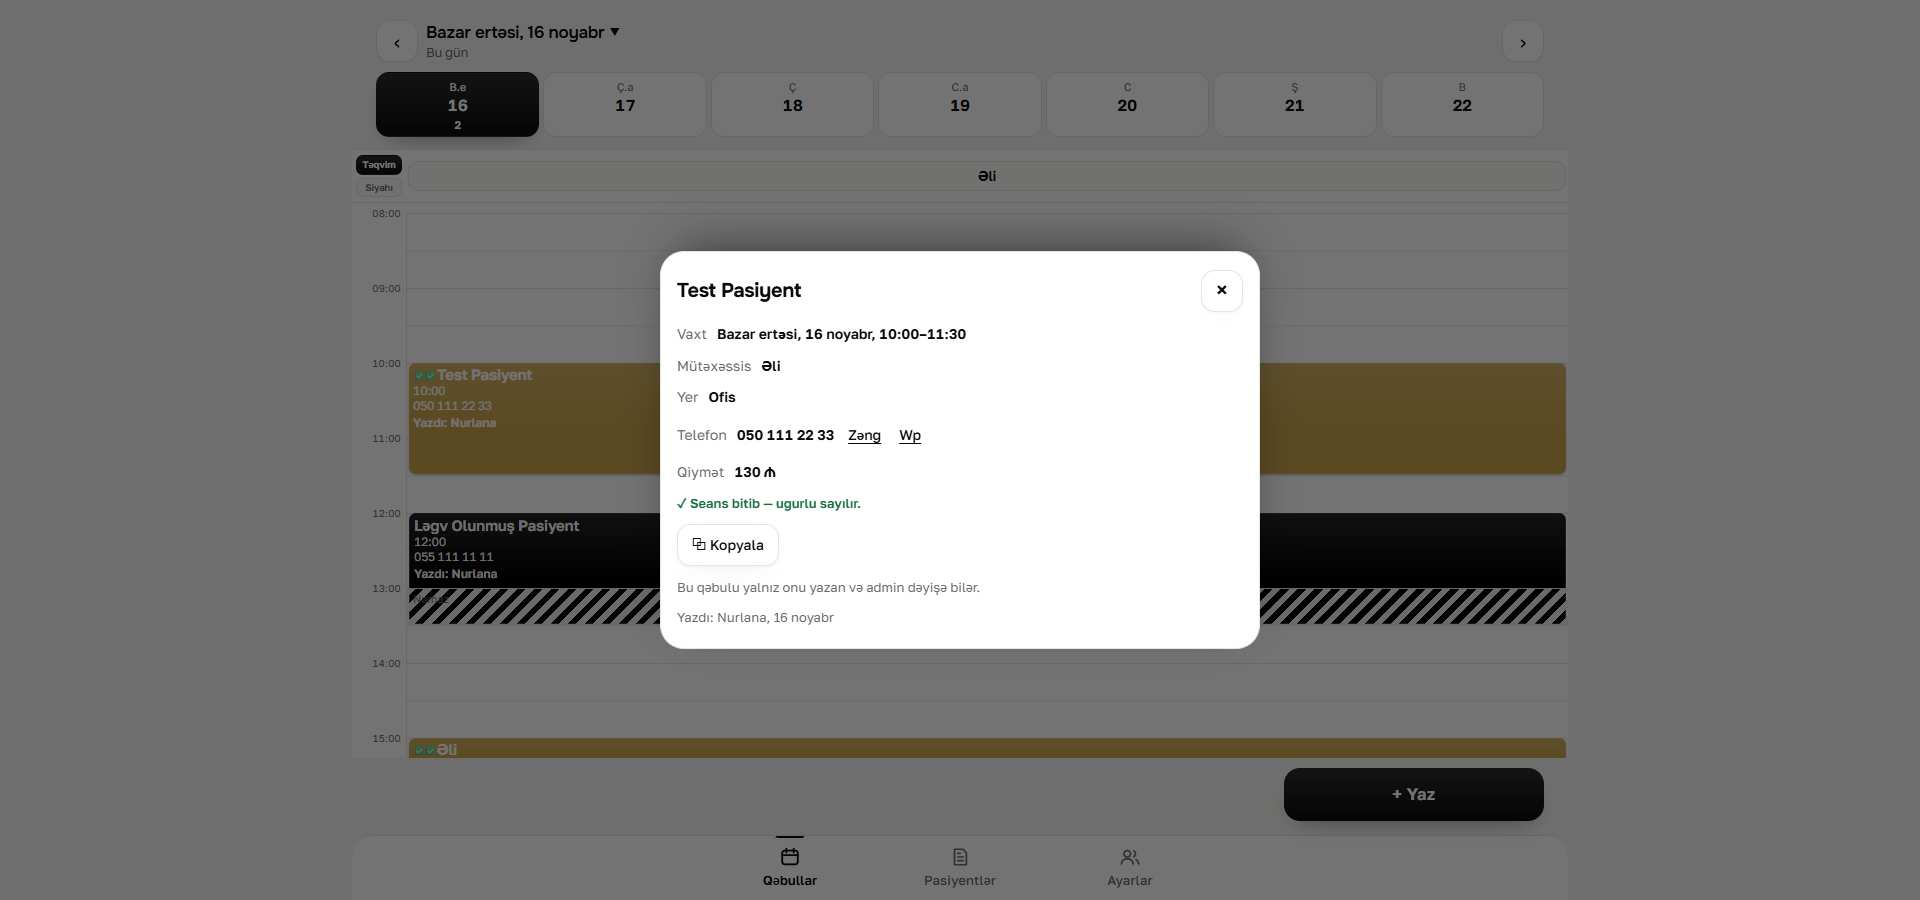 Bazar ertəsi, 16 noyabr ▼
Bu gün
B.e
16
2
Ç.a
17
Ç
18
C.a
19
C
20
Ş
21
B
22
Təqvim
Siyahı
Əli
08:00
09:00
10:00
11:00
12:00
13:00
14:00
15:00
Test Pasiyent
10:00
050 111 22 33
Yazdı: Nurlana
Ləgv Olunmuş Pasiyent
12:00
055 111 11 11
Yazdı: Nurlana
Əli
Test Pasiyent
×
Vaxt Bazar ertəsi, 16 noyabr, 10:00–11:30
Mütəxəssis Əli
Yer Ofis
Telefon 050 111 22 33 Zəng Wp
Qiymət 130 ₼
✓ Seans bitib — ugurlu sayılır.
Kopyala
Bu qəbulu yalnız onu yazan və admin dəyişə bilər.
Yazdı: Nurlana, 16 noyabr
+ Yaz
Qəbullar
Pasiyentlər
Ayarlar